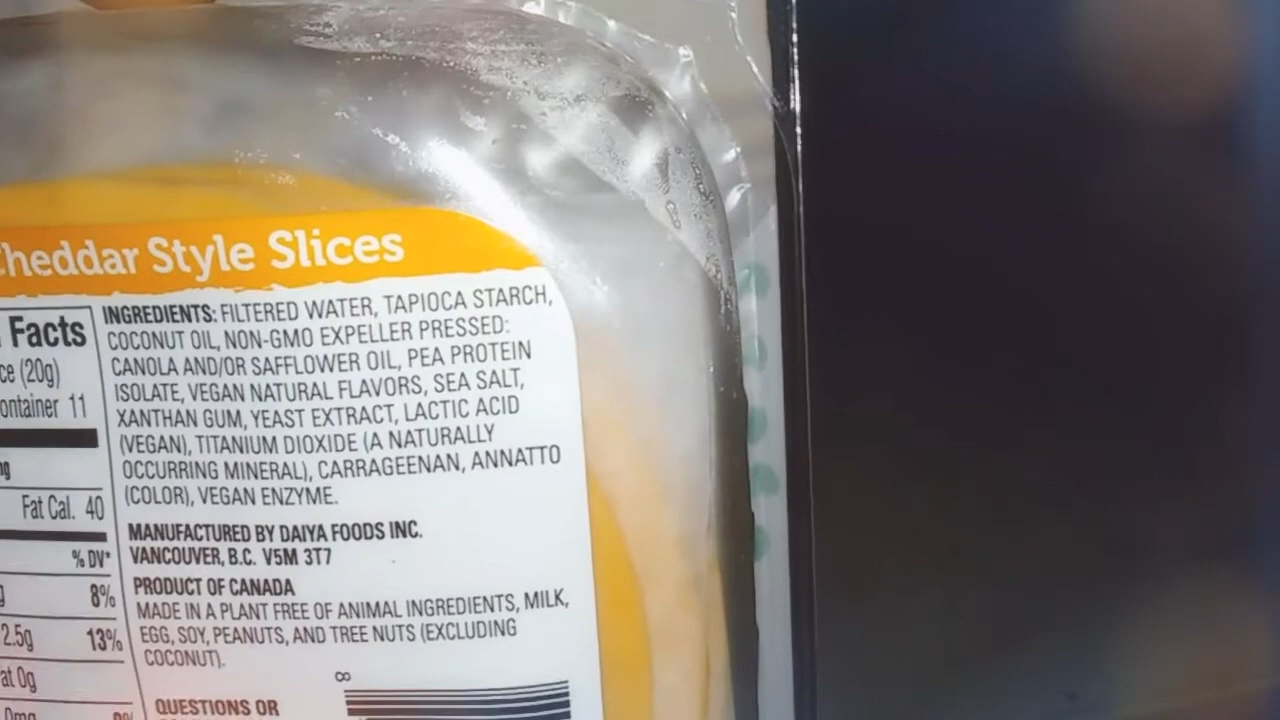 Cheddar Style Slices
Facts
(20g)
11
Fat Cal. 40
% DV*
8%
2.5g 13%
0g
INGREDIENTS: FILTERED WATER, TAPIOCA STARCH,
COCONUT OIL, NON-GMO EXPELLER PRESSED:
CANOLA AND/OR SAFFLOWER OIL, PEA PROTEIN
ISOLATE, VEGAN NATURAL FLAVORS, SEA SALT,
XANTHAN GUM, YEAST EXTRACT, LACTIC ACID
(VEGAN), TITANIUM DIOXIDE (A NATURALLY
OCCURRING MINERAL), CARRAGEENAN, ANNATTO
(COLOR), VEGAN ENZYME.
MANUFACTURED BY DAIYA FOODS INC.
VANCOUVER, B.C. V5M 3T7
PRODUCT OF CANADA
MADE IN A PLANT FREE OF ANIMAL INGREDIENTS, MILK,
EGG, SOY, PEANUTS, AND TREE NUTS (EXCLUDING
COCONUT).
QUESTIONS OR
8